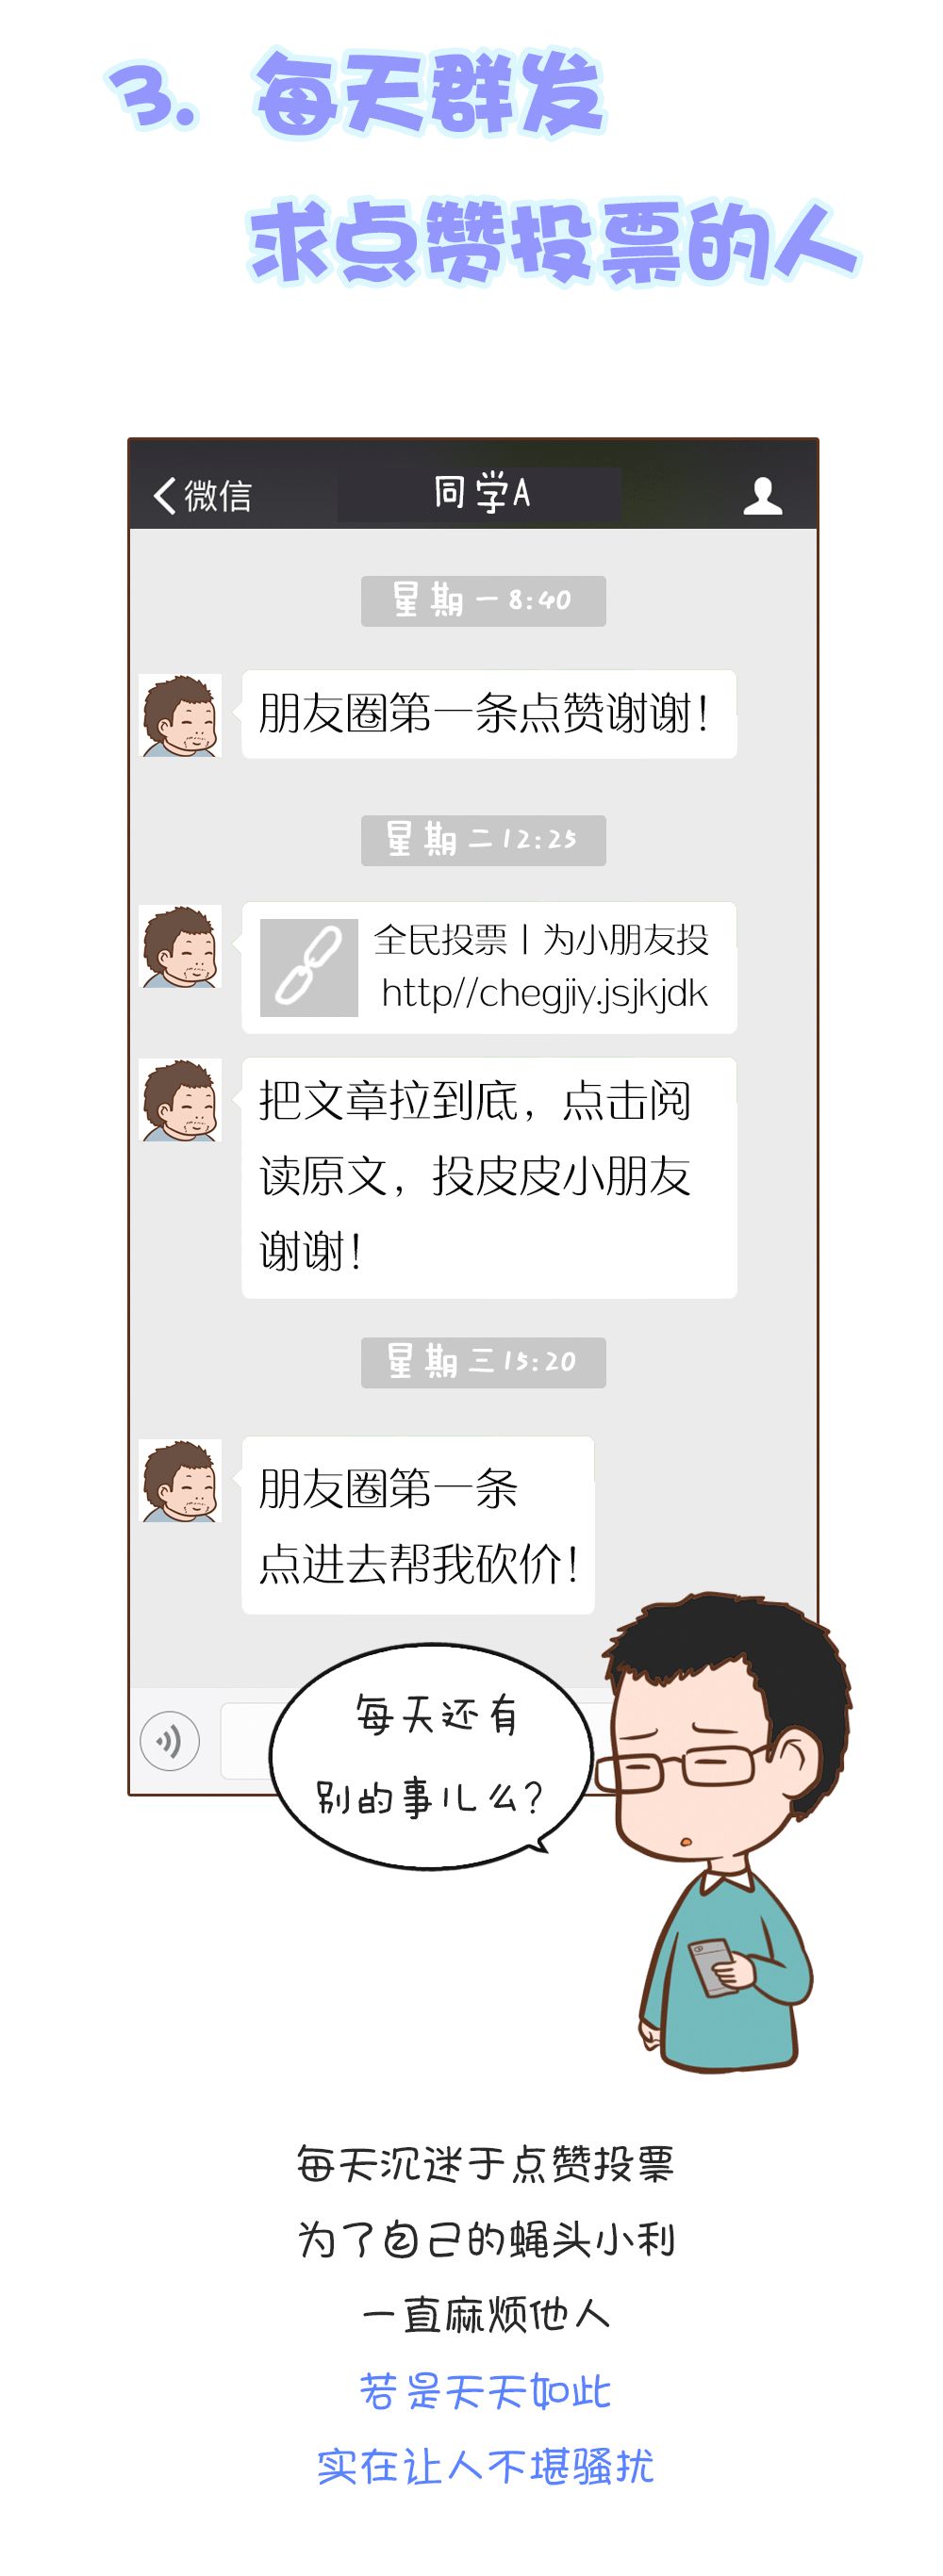 3. 每天群发
求点赞投票的人
微信
同学A
星期一8:40
朋友圈第一条点赞谢谢!
星期二12:25
全民投票丨为小朋友投
http//chegjiy.jsjkjdk
把文章拉到底，点击阅
读原文，投皮皮小朋友
谢谢!
星期三15:20
朋友圈第一条
点进去帮我砍价!
每天还有
别的事儿么?
每天沉迷于点赞投票
为了自己的蝇头小利
一直麻烦他人
若是天天如此
实在让人不堪骚扰